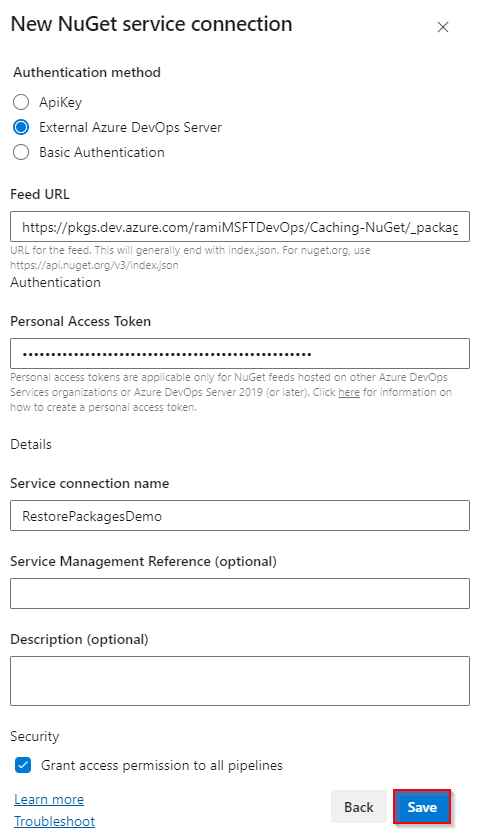 New NuGet service connection
Authentication method
ApiKey
External Azure DevOps Server
Basic Authentication
Feed URL
https://pkgs.dev.azure.com/ramiMSFTDevOps/Caching-NuGet/_packag
URL for the feed. This will generally end with index.json. For nuget.org, use
https://api.nuget.org/v3/index.json
Authentication
Personal Access Token
••••••••••••••••••••••••••••••••••••••••••••••••••••
Personal access tokens are applicable only for NuGet feeds hosted on other Azure DevOps
Services organizations or Azure DevOps Server 2019 (or later). Click here for information on
how to create a personal access token.
Details
Service connection name
RestorePackagesDemo
Service Management Reference (optional)
Description (optional)
Security
Grant access permission to all pipelines
Learn more
Troubleshoot
Back
Save